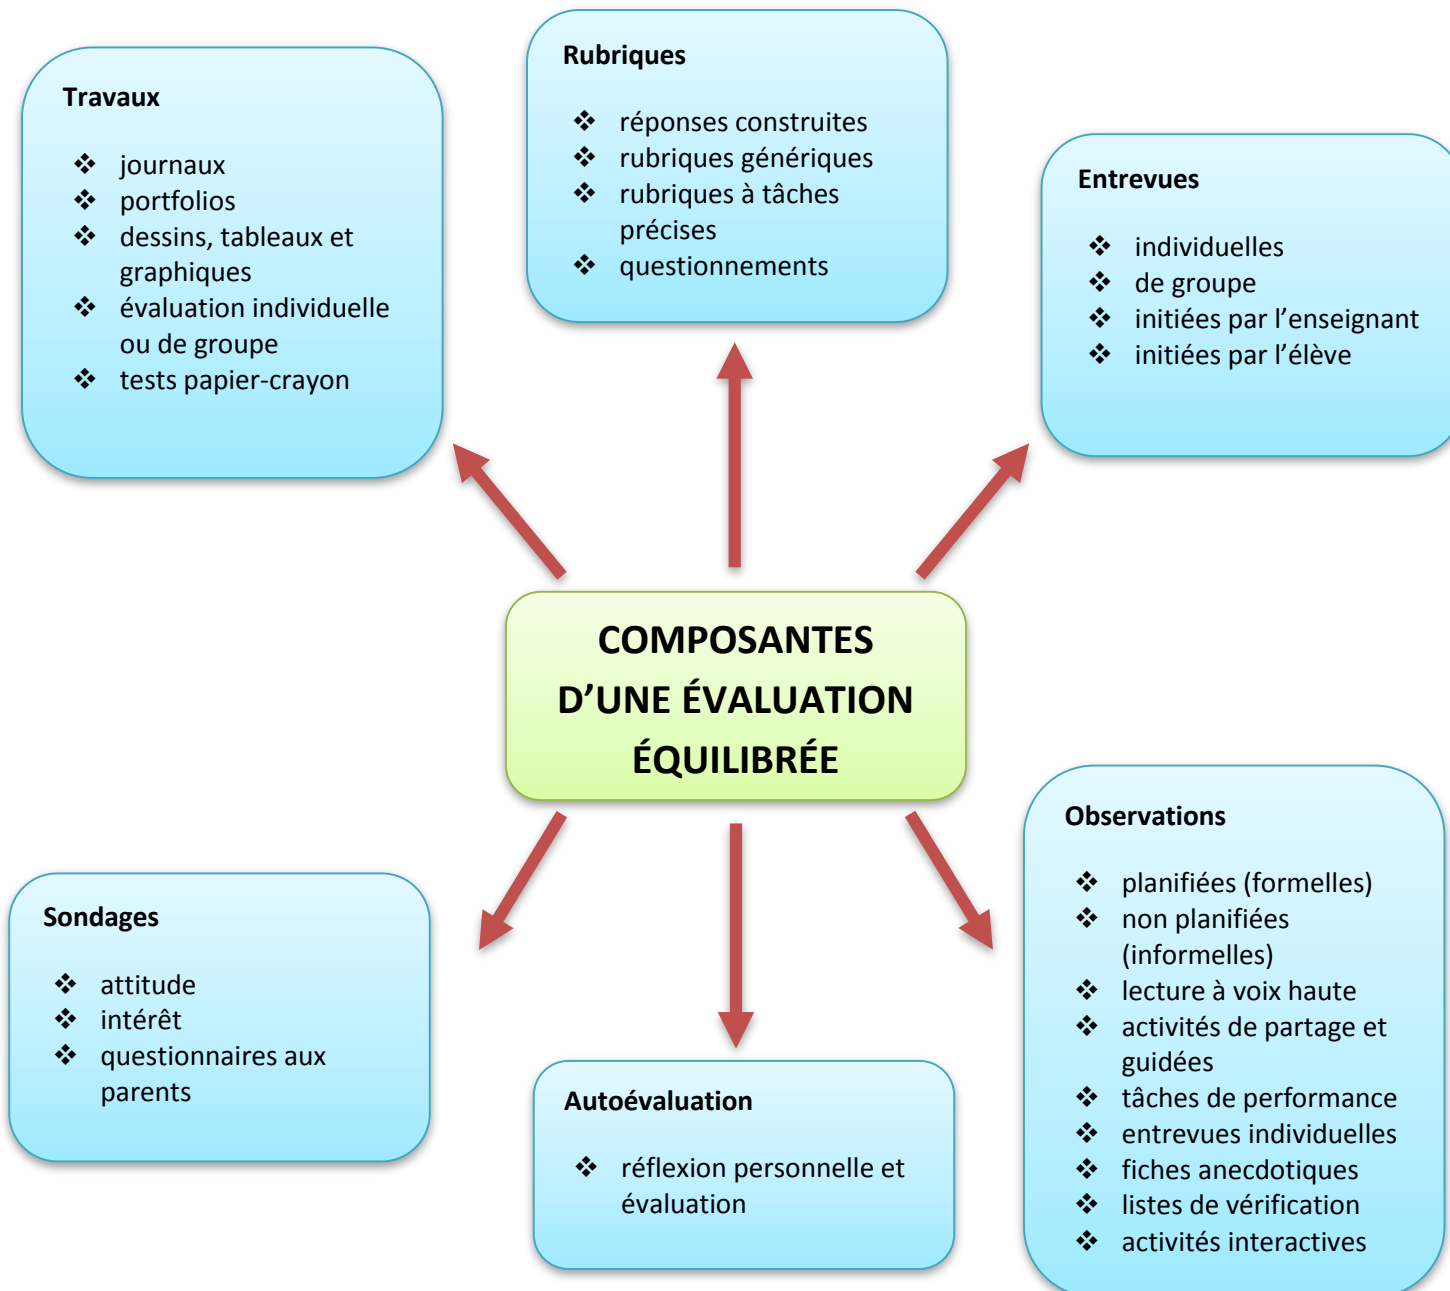 Travaux
❖ journaux
❖ portfolios
❖ dessins, tableaux et
graphiques
❖ évaluation individuelle
ou de groupe
❖ tests papier-crayon
Rubriques
❖ réponses construites
❖ rubriques génériques
❖ rubriques à tâches
précises
❖ questionnements
Entrevues
❖ individuelles
❖ de groupe
❖ initiées par l’enseignant
❖ initiées par l’élève
COMPOSANTES
D’UNE ÉVALUATION
ÉQUILIBRÉE
Sondages
❖ attitude
❖ intérêt
❖ questionnaires aux
parents
Autoévaluation
❖ réflexion personnelle et
évaluation
Observations
❖ planifiées (formelles)
❖ non planifiées
(informelles)
❖ lecture à voix haute
❖ activités de partage et
guidées
❖ tâches de performance
❖ entrevues individuelles
❖ fiches anecdotiques
❖ listes de vérification
❖ activités interactives